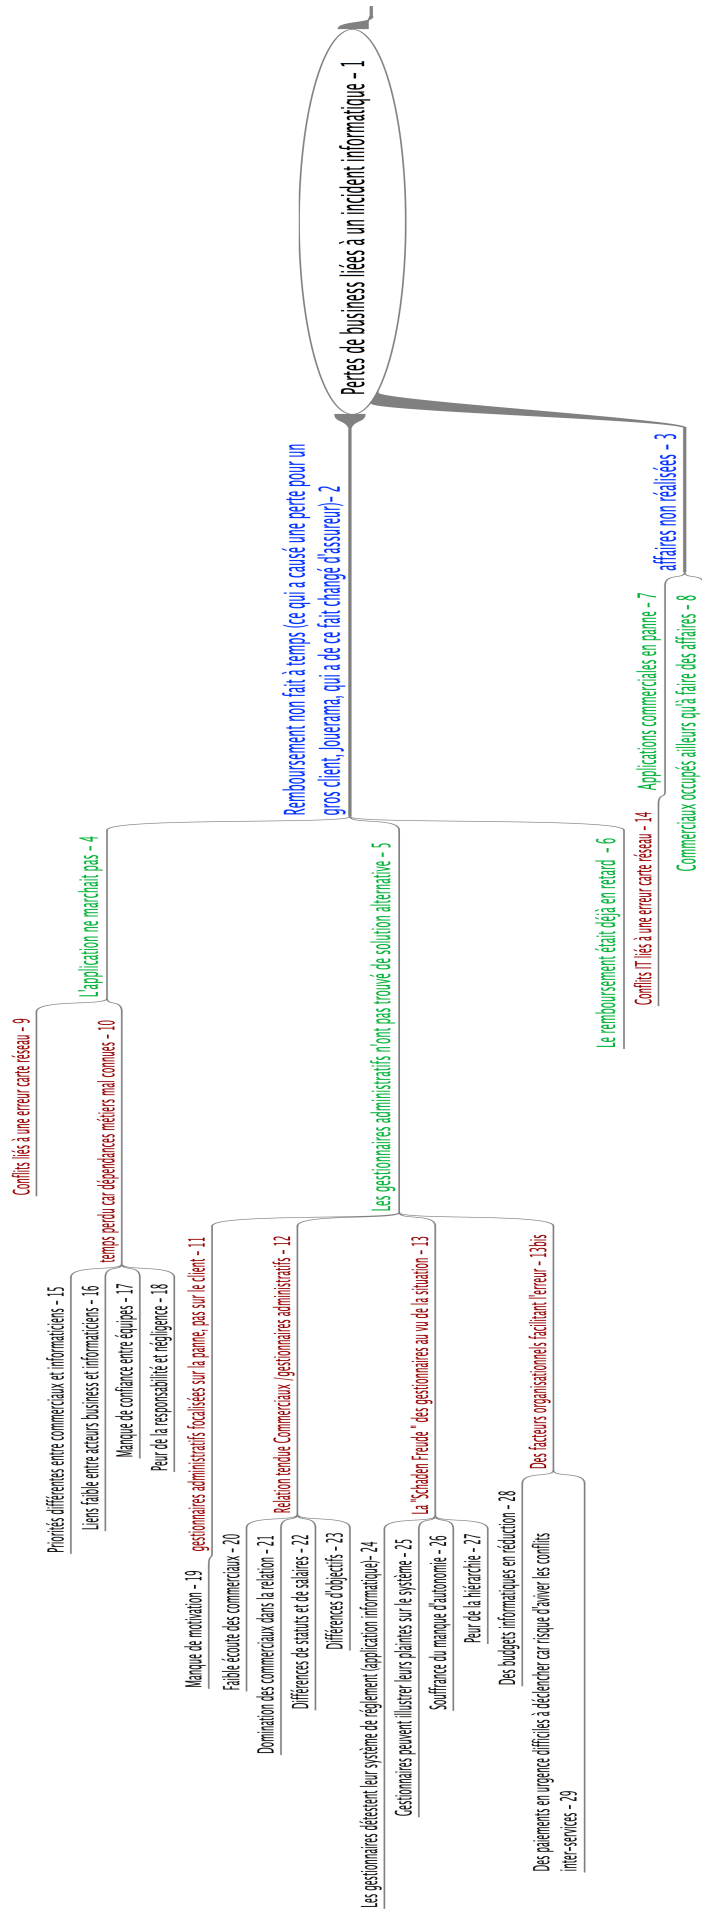 Pertes de business liées à un incident informatique - 1
Remboursement non fait à temps (ce qui a causé une perte pour un
gros client, Jouerama, qui a de ce fait changé d'assureur)- 2
L'application ne marchait pas - 4
Conflits liés à une erreur carte réseau - 9
temps perdu car dépendances métiers mal connues - 10
Priorités différentes entre commerciaux et informaticiens - 15
Liens faible entre acteurs business et informaticiens - 16
Manque de confiance entre équipes - 17
Peur de la responsabilité et négligence - 18
Les gestionnaires administratifs n'ont pas trouvé de solution alternative - 5
gestionnaires administratifs focalisées sur la panne, pas sur le client - 11
Manque de motivation - 19
Relation tendue Commerciaux /gestionnaires administratifs - 12
Faible écoute des commerciaux - 20
Domination des commerciaux dans la relation - 21
Différences de statuts et de salaires - 22
Différences d'objectifs - 23
La "Schaden Freude " des gestionnaires au vu de la situation - 13
Les gestionnaires détestent leur système de réglement (application informatique)- 24
Gestionnaires peuvent illustrer leurs plaintes sur le système - 25
Souffrance du manque d'autonomie - 26
Peur de la hiérarchie - 27
Des facteurs organisationnels facilitant l'erreur - 13bis
Des budgets informatiques en réduction - 28
Des paiements en urgence difficiles à déclencher car risque d'aviver les conflits
inter-services - 29
Le remboursement était déjà en retard - 6
affaires non réalisées - 3
Applications commerciales en panne - 7
Conflits IT liés à une erreur carte réseau - 14
Commerciaux occupés ailleurs qu'à faire des affaires - 8